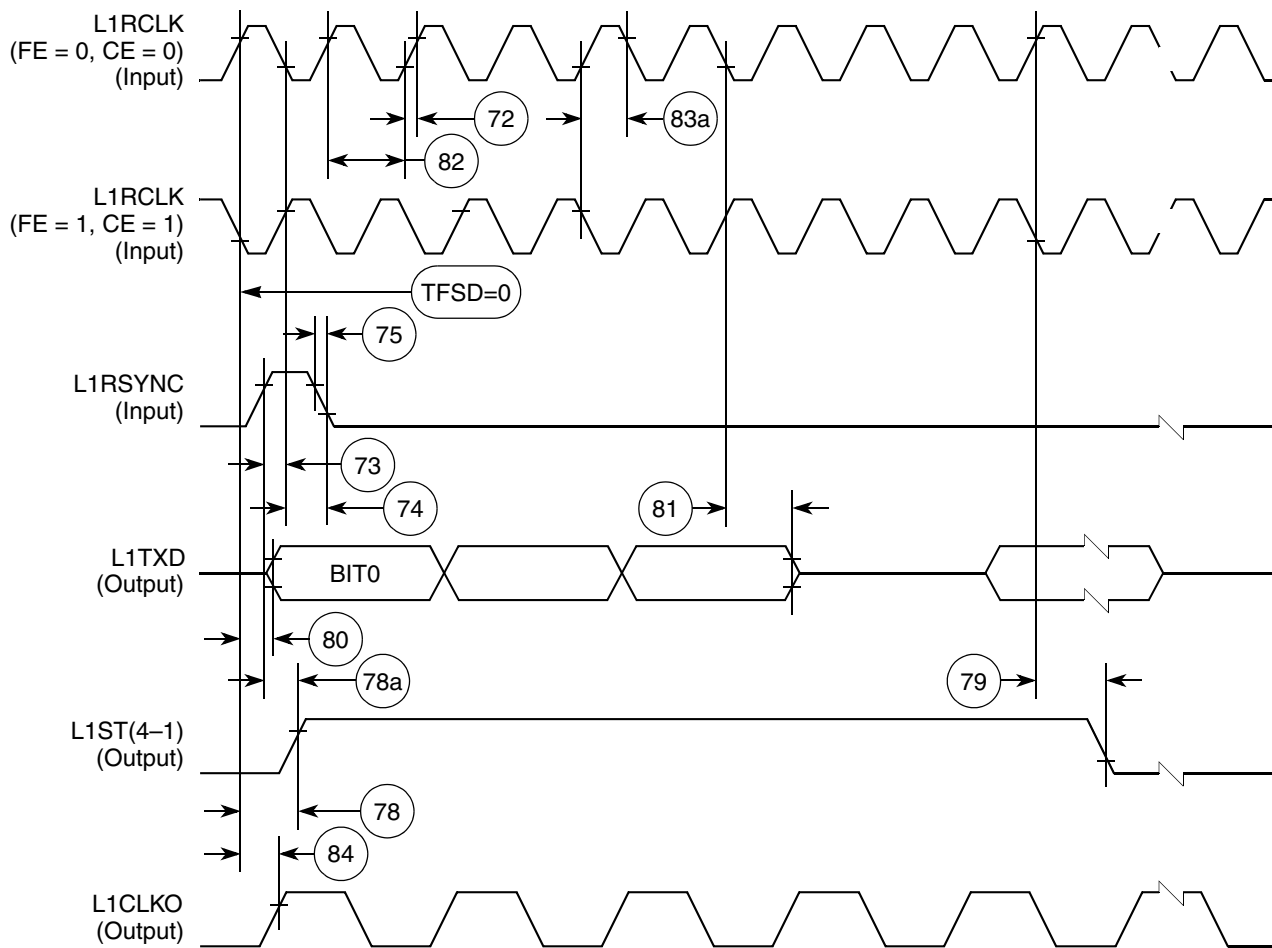 L1RCLK
(FE = 0, CE = 0)
(Input)
72
83a
82
L1RCLK
(FE = 1, CE = 1)
(Input)
TFSD=0
75
L1RSYNC
(Input)
73
74
81
L1TXD
(Output)
BIT0
80
78a
79
L1ST(4–1)
(Output)
78
84
L1CLKO
(Output)